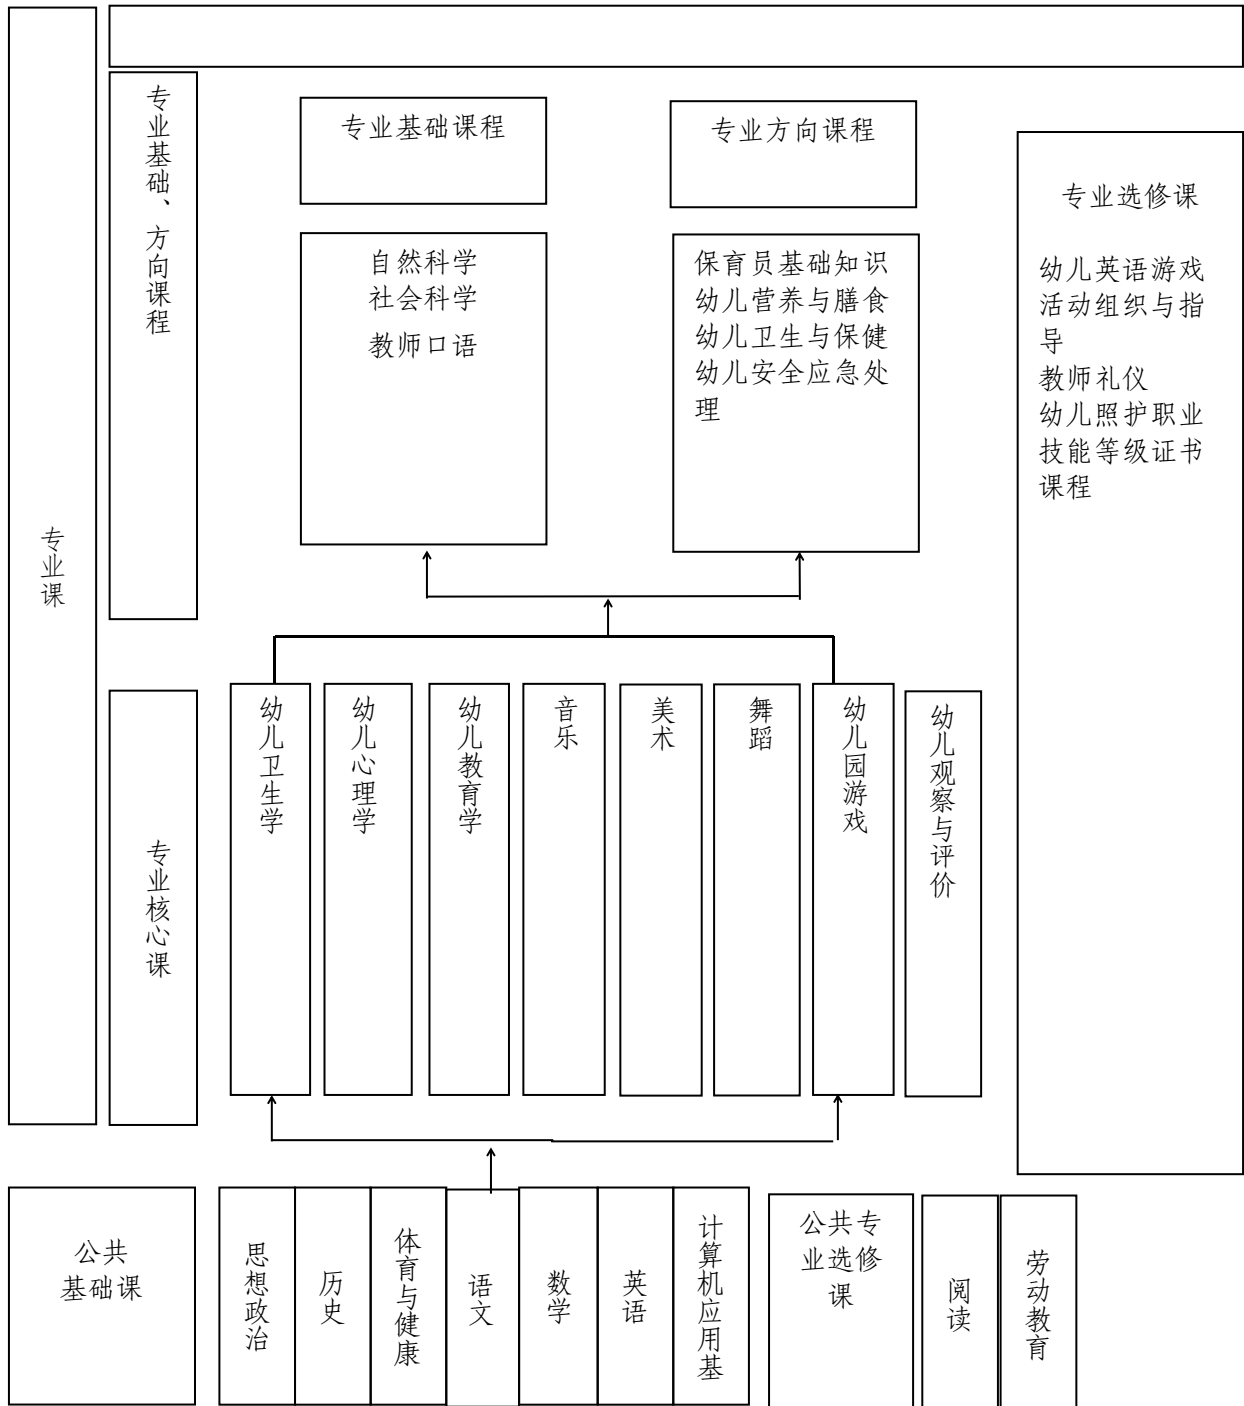 专业课
专业基础、方向课程
专业基础课程
专业方向课程
自然科学
社会科学
教师口语
保育员基础知识
幼儿营养与膳食
幼儿卫生与保健
幼儿安全应急处
理
专业选修课
幼儿英语游戏
活动组织与指
导
教师礼仪
幼儿照护职业
技能等级证书
课程
专业核心课
幼儿卫生学
幼儿心理学
幼儿教育学
音乐
美术
舞蹈
幼儿园游戏
幼儿观察与评价
公共
基础课
思想政治
历史
体育与健康
语文
数学
英语
计算机应用基
公共专
业选修
课
阅读
劳动教育